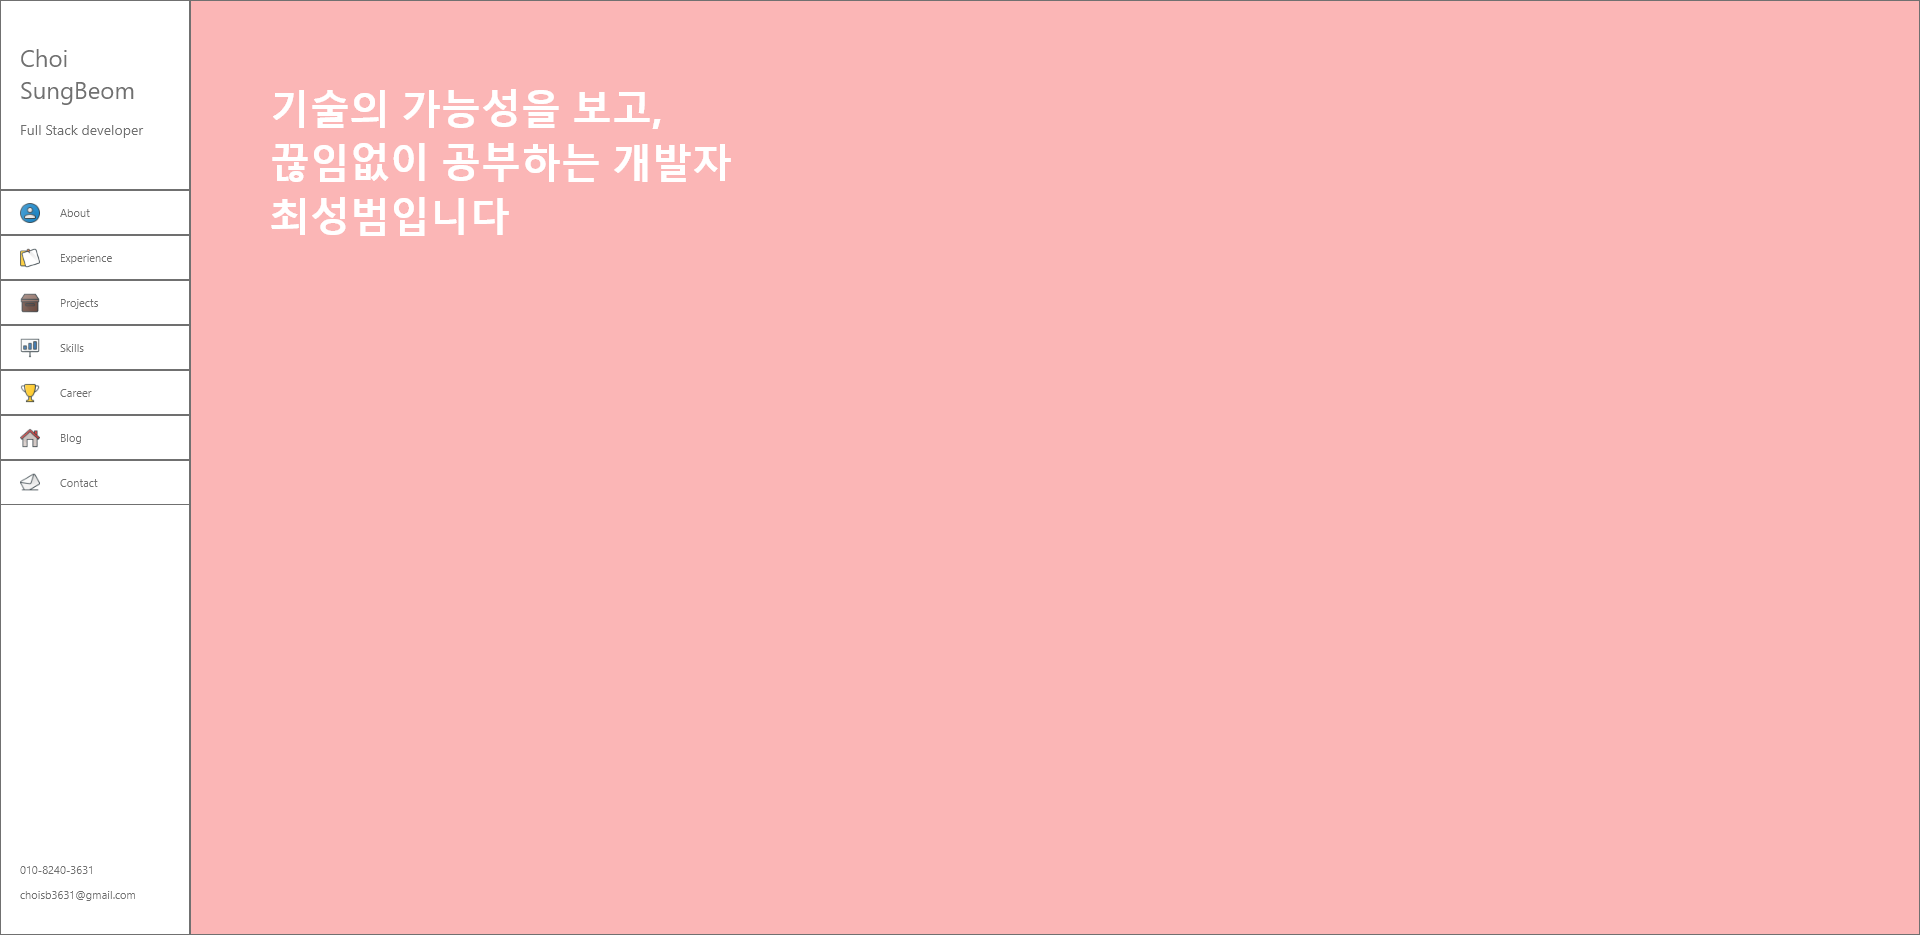 Choi
SungBeom
Full Stack developer
About
Experience
Projects
Skills
Career
Blog
Contact
010-8240-3631
choisb3631@gmail.com
기술의 가능성을 보고,
끊임없이 공부하는 개발자
최성범입니다